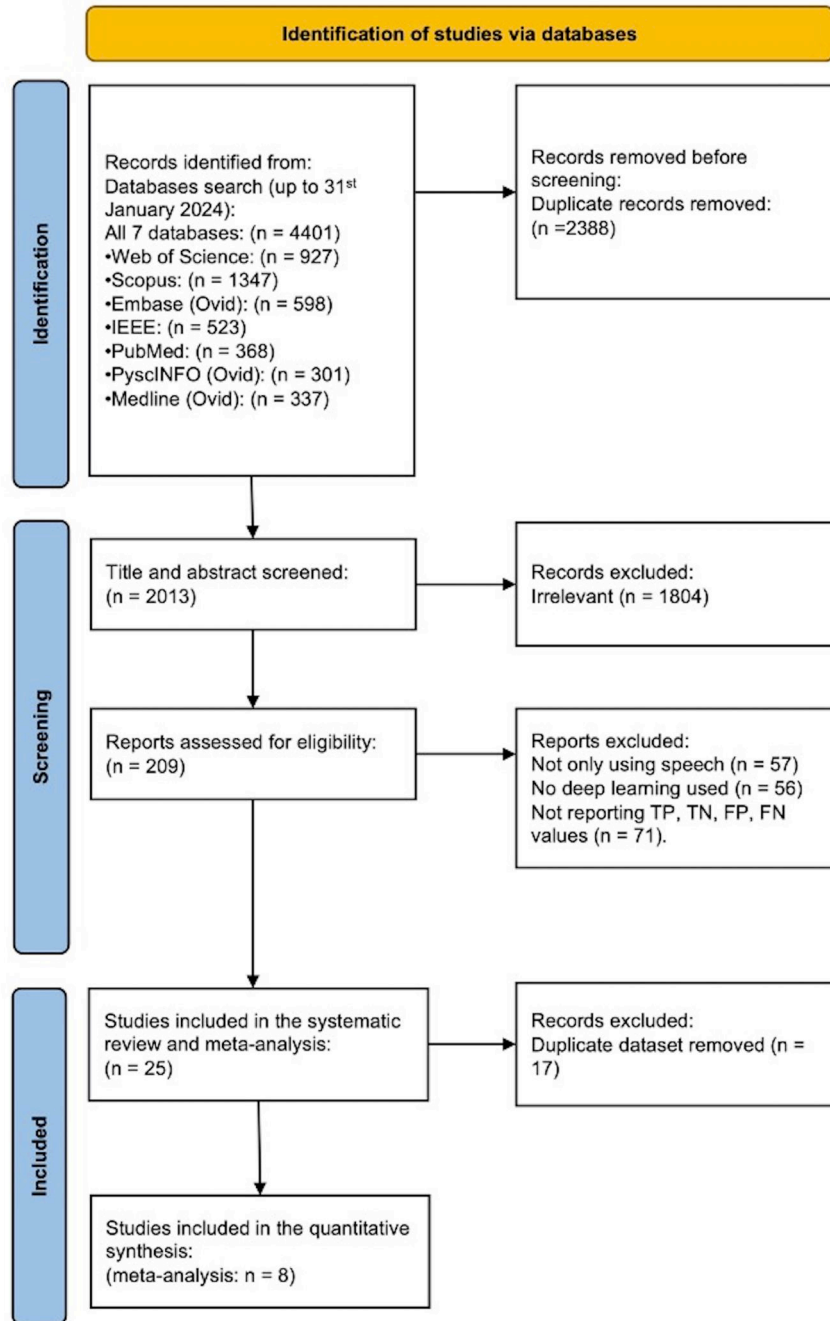 Identification of studies via databases
Identification
Records identified from:
Databases search (up to 31st
January 2024):
All 7 databases: (n = 4401)
•Web of Science: (n = 927)
•Scopus: (n = 1347)
•Embase (Ovid): (n = 598)
•IEEE: (n = 523)
•PubMed: (n = 368)
•PyscINFO (Ovid): (n = 301)
•Medline (Ovid): (n = 337)
Records removed before
screening:
Duplicate records removed:
(n =2388)
Screening
Title and abstract screened:
(n = 2013)
Records excluded:
Irrelevant (n = 1804)
Reports assessed for eligibility:
(n = 209)
Reports excluded:
Not only using speech (n = 57)
No deep learning used (n = 56)
Not reporting TP, TN, FP, FN
values (n = 71).
Included
Studies included in the systematic
review and meta-analysis:
(n = 25)
Records excluded:
Duplicate dataset removed (n =
17)
Studies included in the quantitative
synthesis:
(meta-analysis: n = 8)